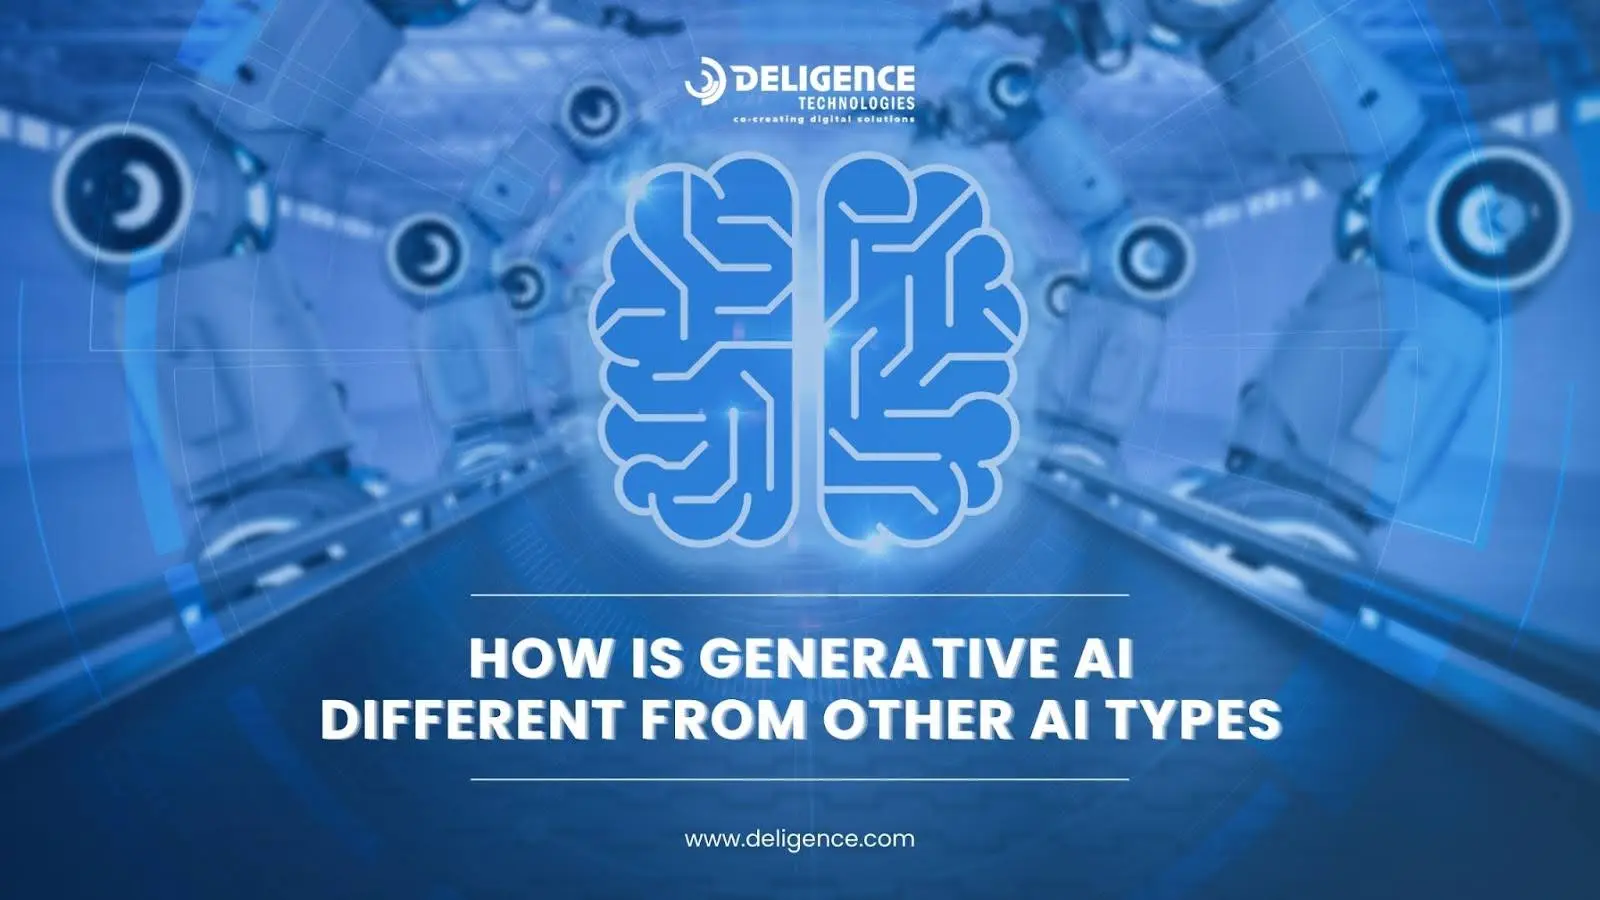 DELIGENCE
TECHNOLOGIES
co-creating digital solutions
HOW IS GENERATIVE AI
DIFFERENT FROM OTHER AI TYPES
www.deligence.com